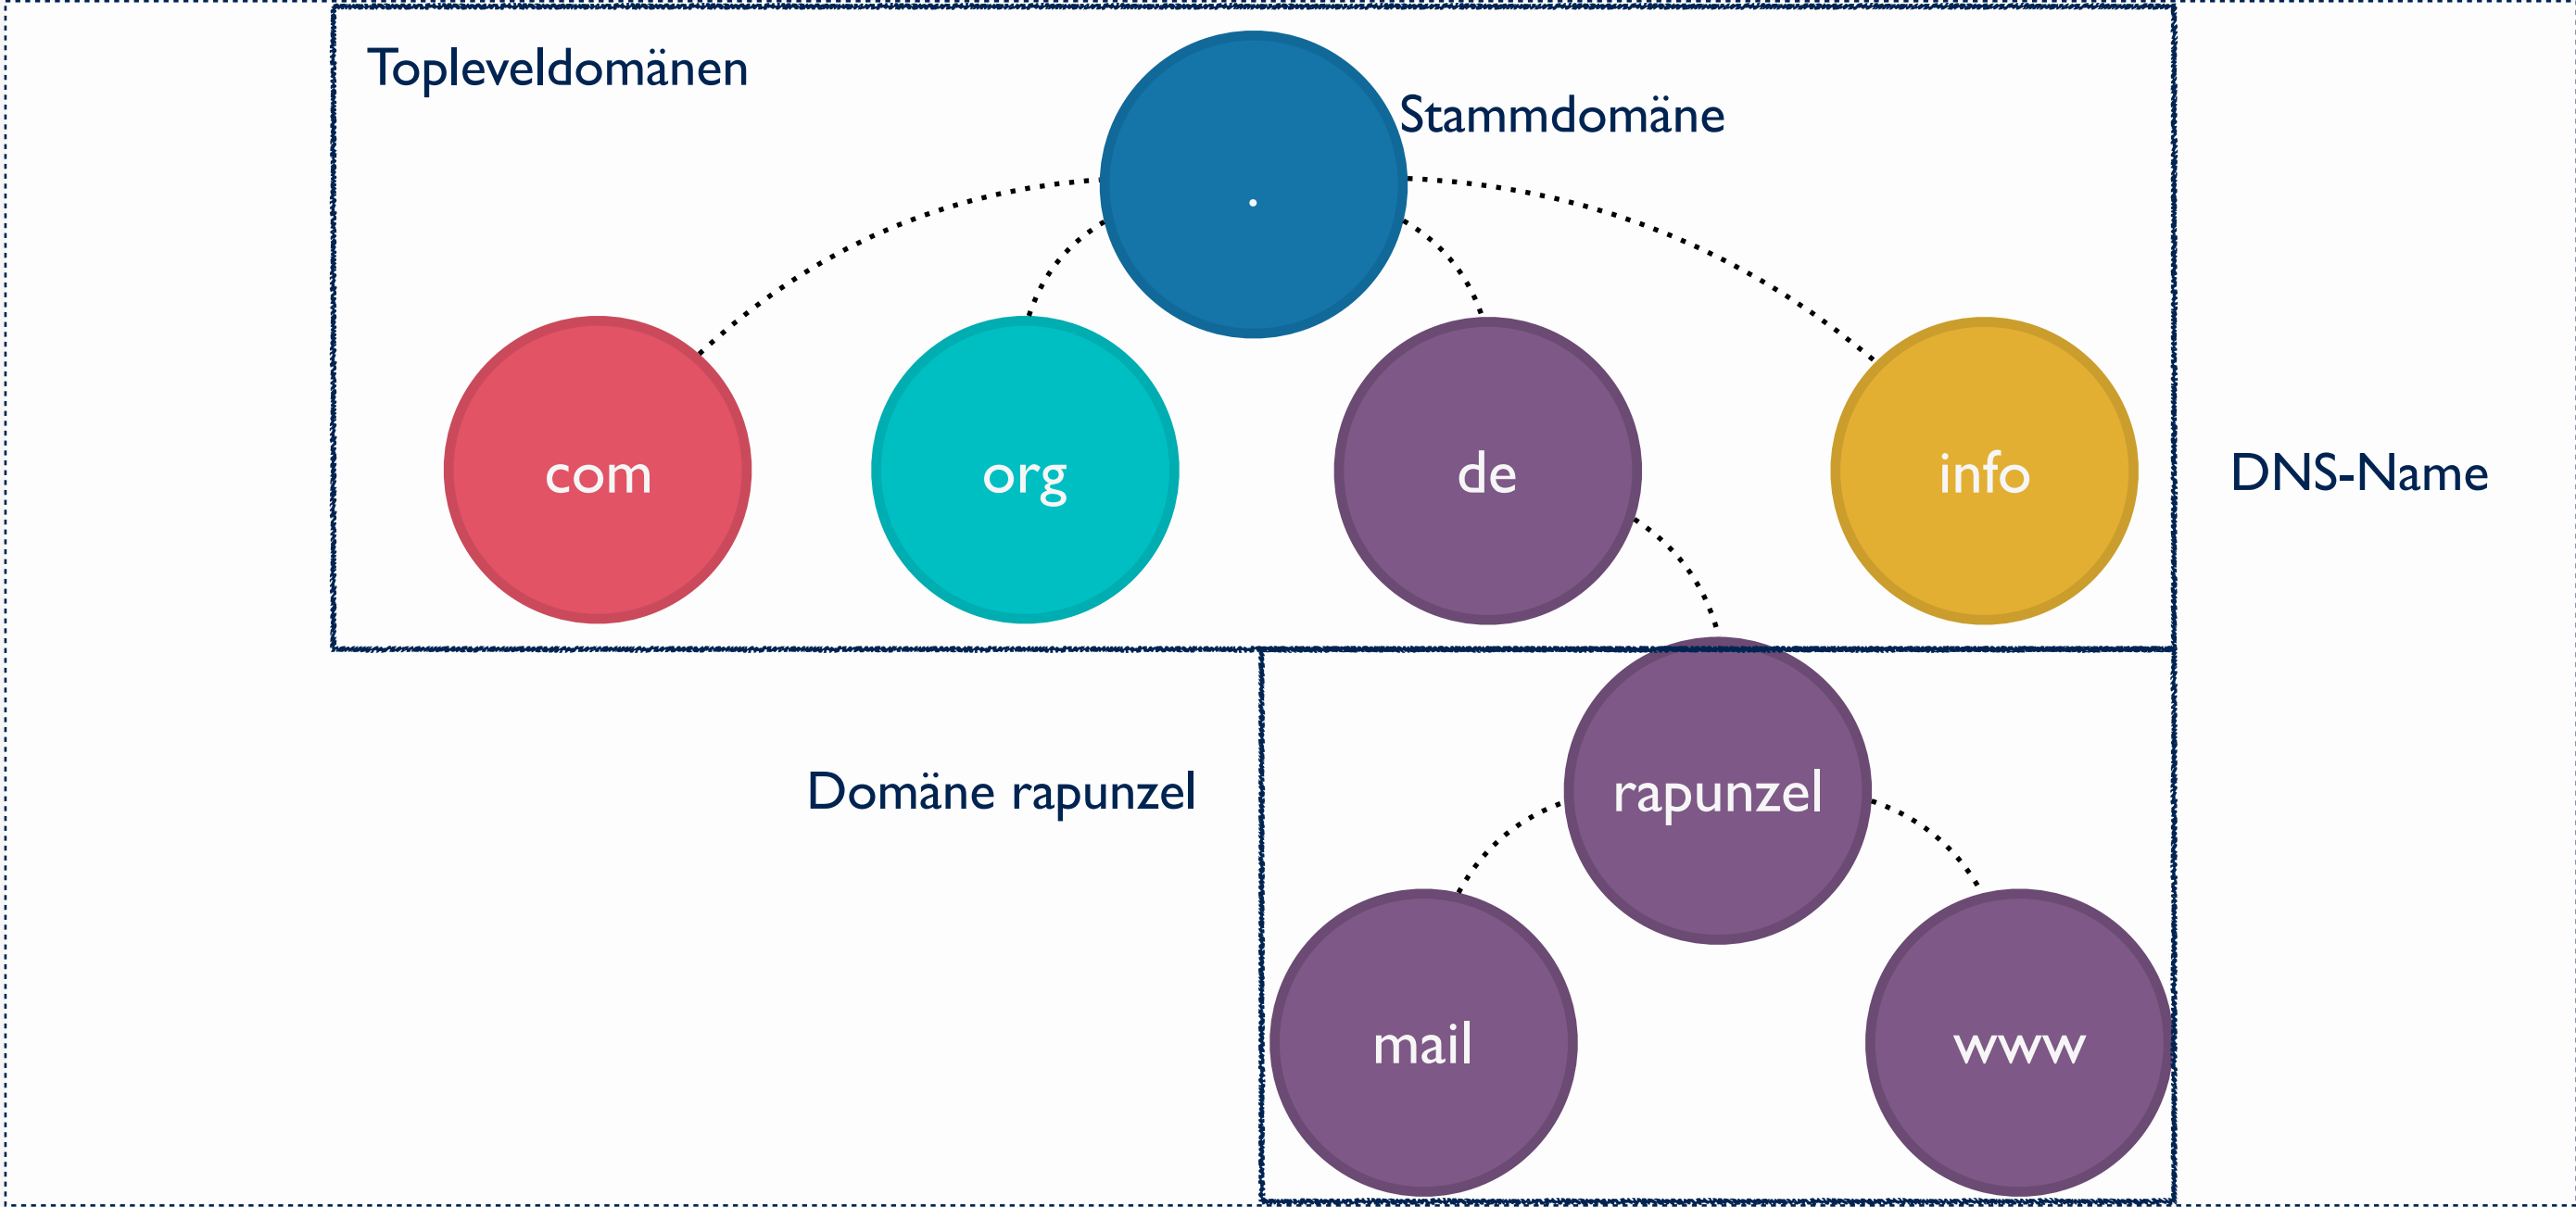 Topleveldomänen
Stammdomäne
.
com
org
de
info
DNS-Name
Domäne rapunzel
rapunzel
mail
www